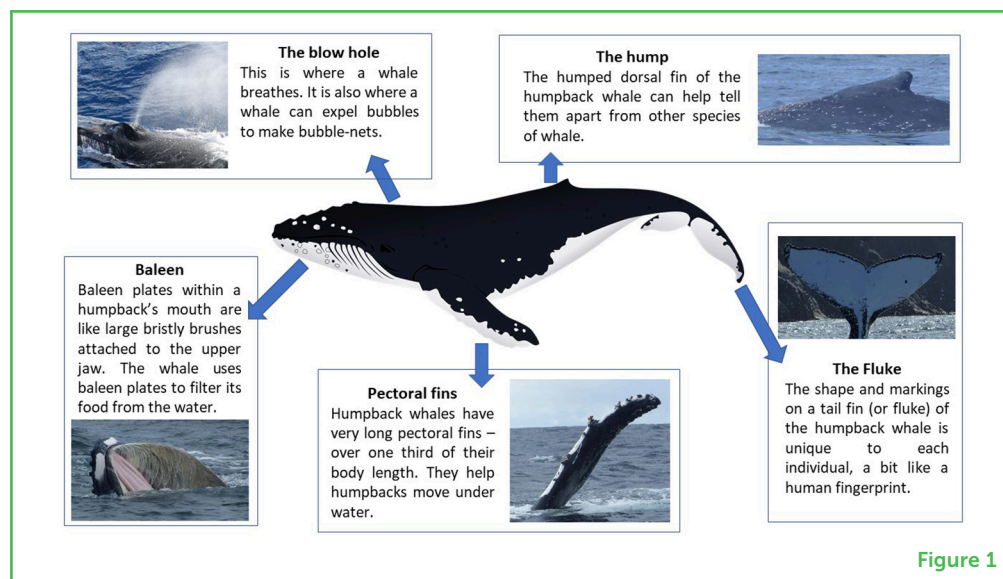 The blow hole
This is where a whale
breathes. It is also where a
whale can expel bubbles
to make bubble-nets.
The hump
The humped dorsal fin of the
humpback whale can help tell
them apart from other species
of whale.
Baleen
Baleen plates within a
humpback's mouth are
like large bristly brushes
attached to the upper
jaw. The whale uses
baleen plates to filter its
food from the water.
Pectoral fins
Humpback whales have
very long pectoral fins –
over one third of their
body length. They help
humpbacks move under
water.
The Fluke
The shape and markings
on a tail fin (or fluke) of
the humpback whale is
unique to each
individual, a bit like a
human fingerprint.
Figure 1